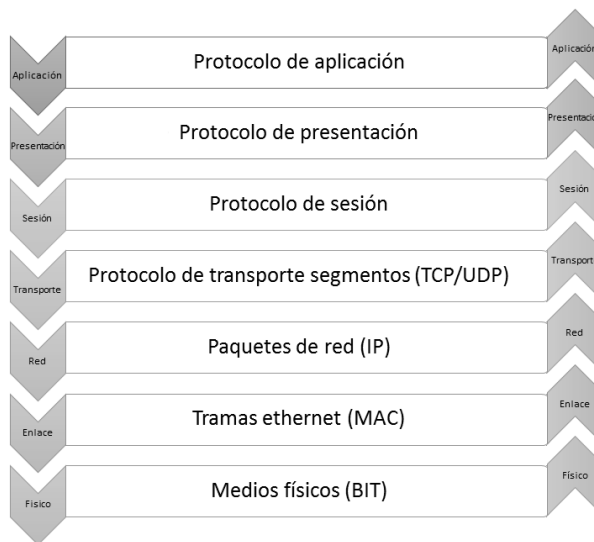 Aplicación
Protocolo de aplicación
Aplicación
Presentación
Protocolo de presentación
Presentació
Sesión
Protocolo de sesión
Sesión
Transporte
Protocolo de transporte segmentos (TCP/UDP)
Transport
Red
Paquetes de red (IP)
Red
Enlace
Tramas ethernet (MAC)
Enlace
Fisico
Medios físicos (BIT)
Físico